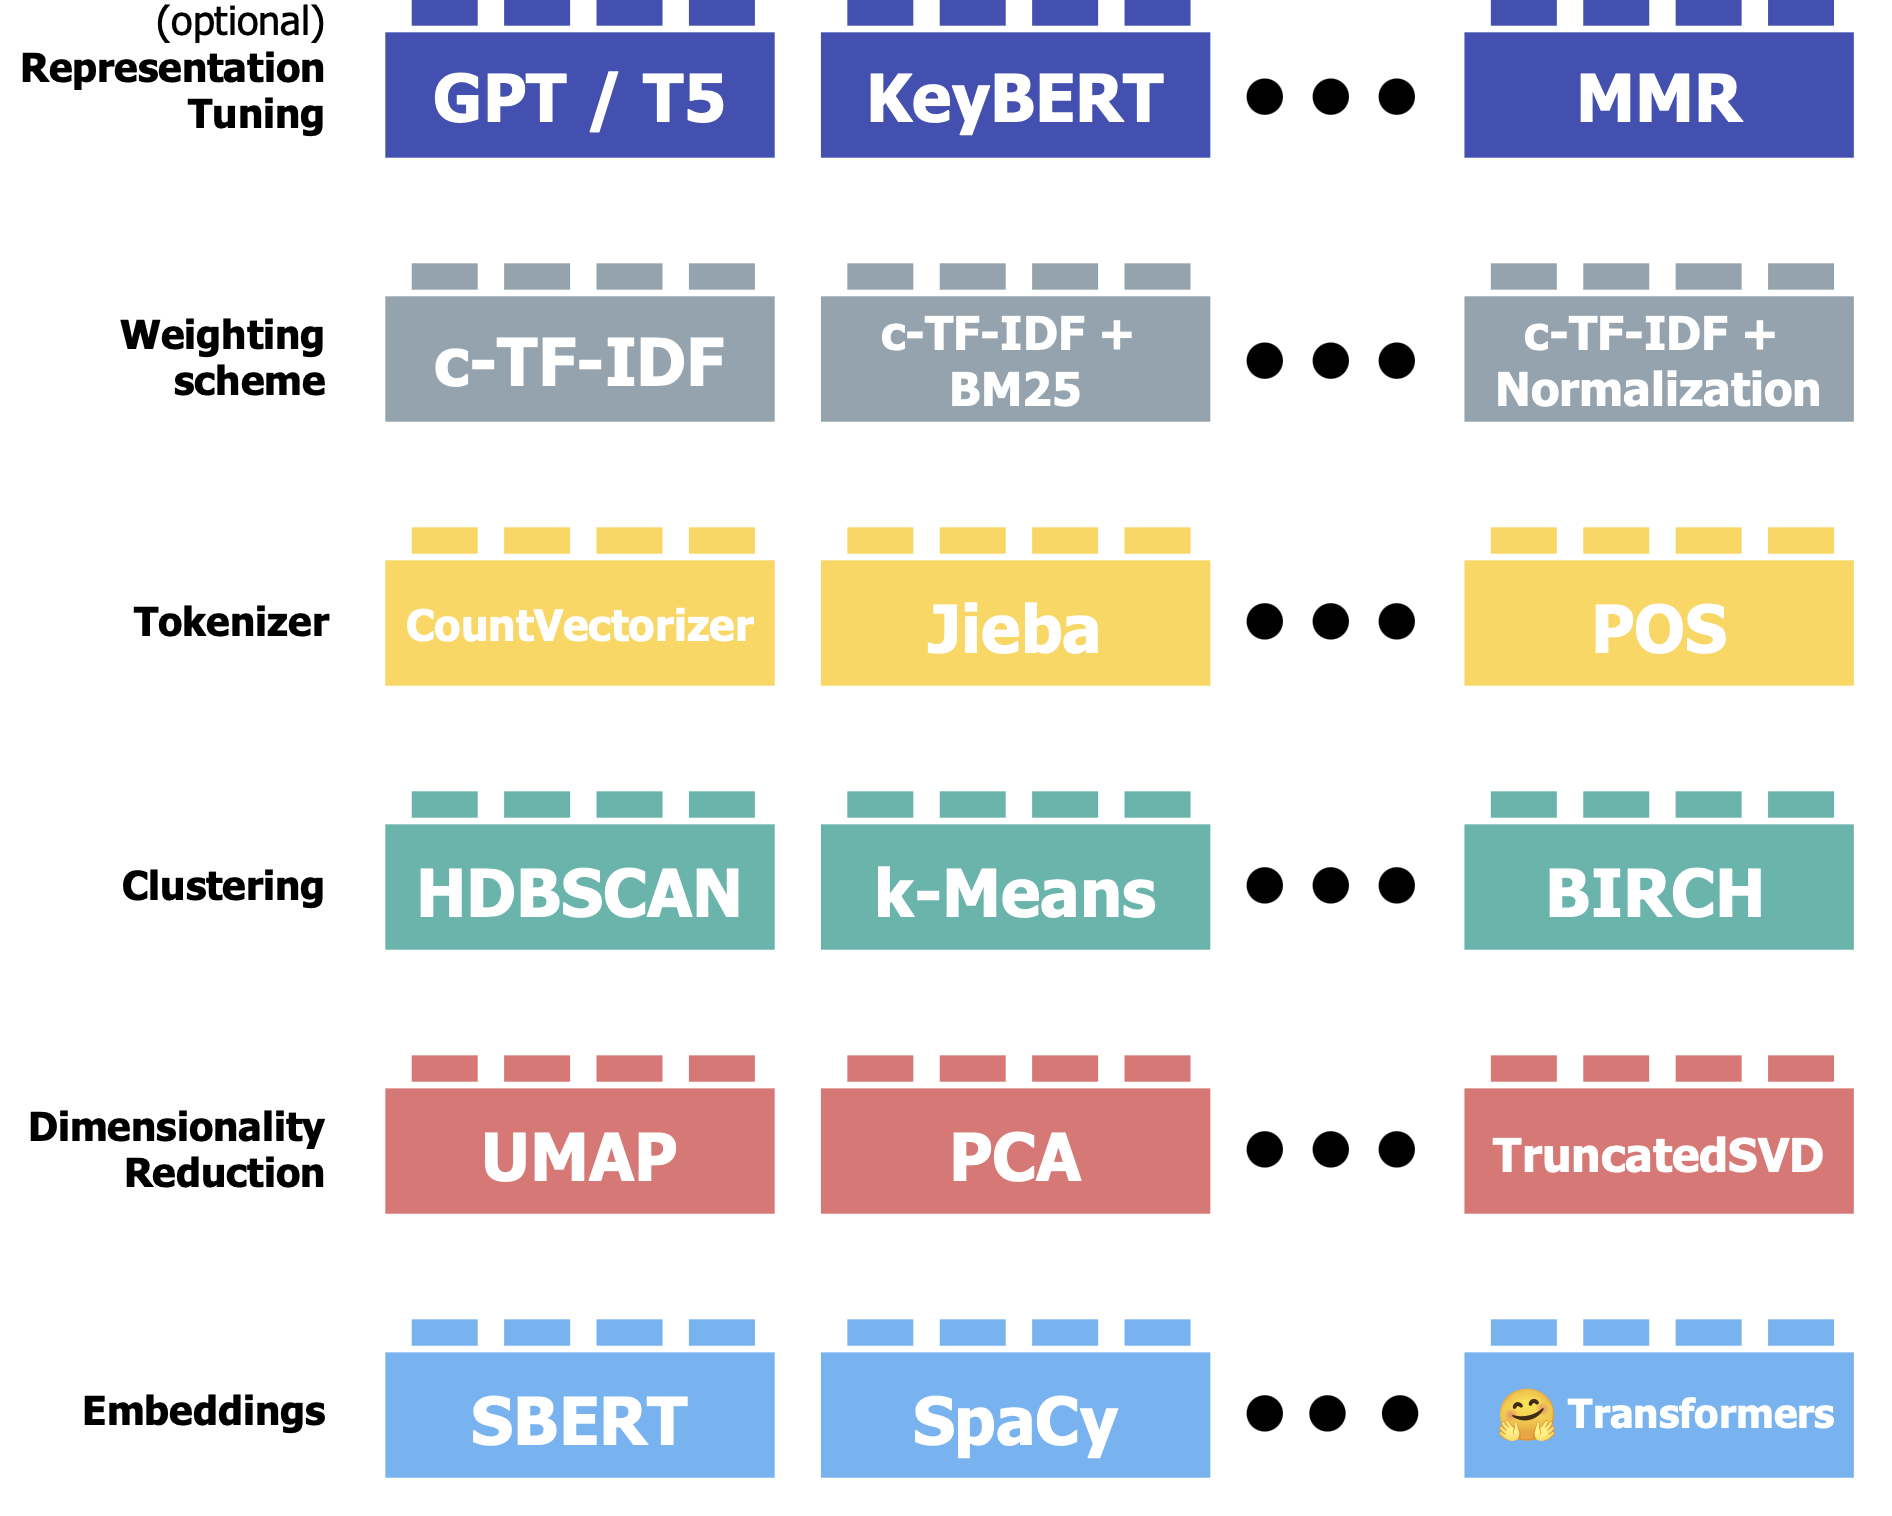 (optional)
Representation
Tuning
GPT / T5
KeyBERT
MMR
Weighting
scheme
c-TF-IDF
c-TF-IDF +
BM25
c-TF-IDF +
Normalization
Tokenizer
CountVectorizer
Jieba
POS
Clustering
HDBSCAN
k-Means
BIRCH
Dimensionality
Reduction
UMAP
PCA
TruncatedSVD
Embeddings
SBERT
SpaCy
🤗 Transformers